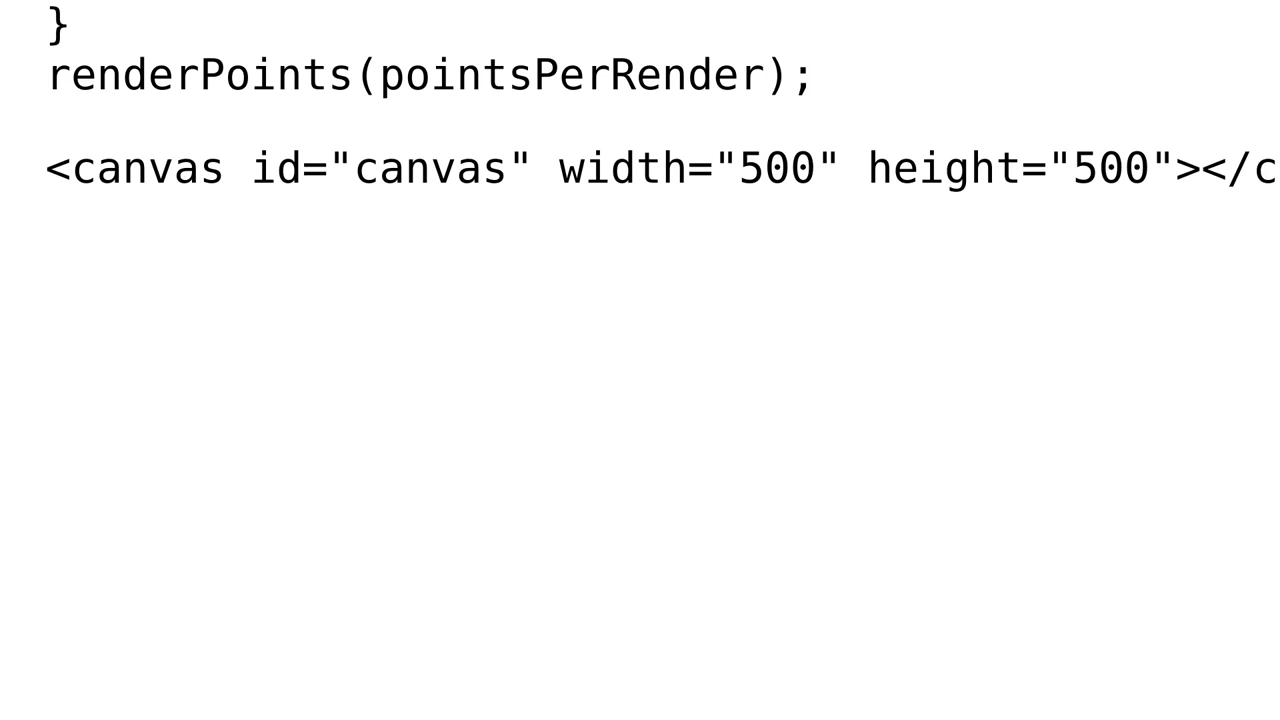 }
renderPoints(pointsPerRender);
<canvas id="canvas" width="500" height="500"></c